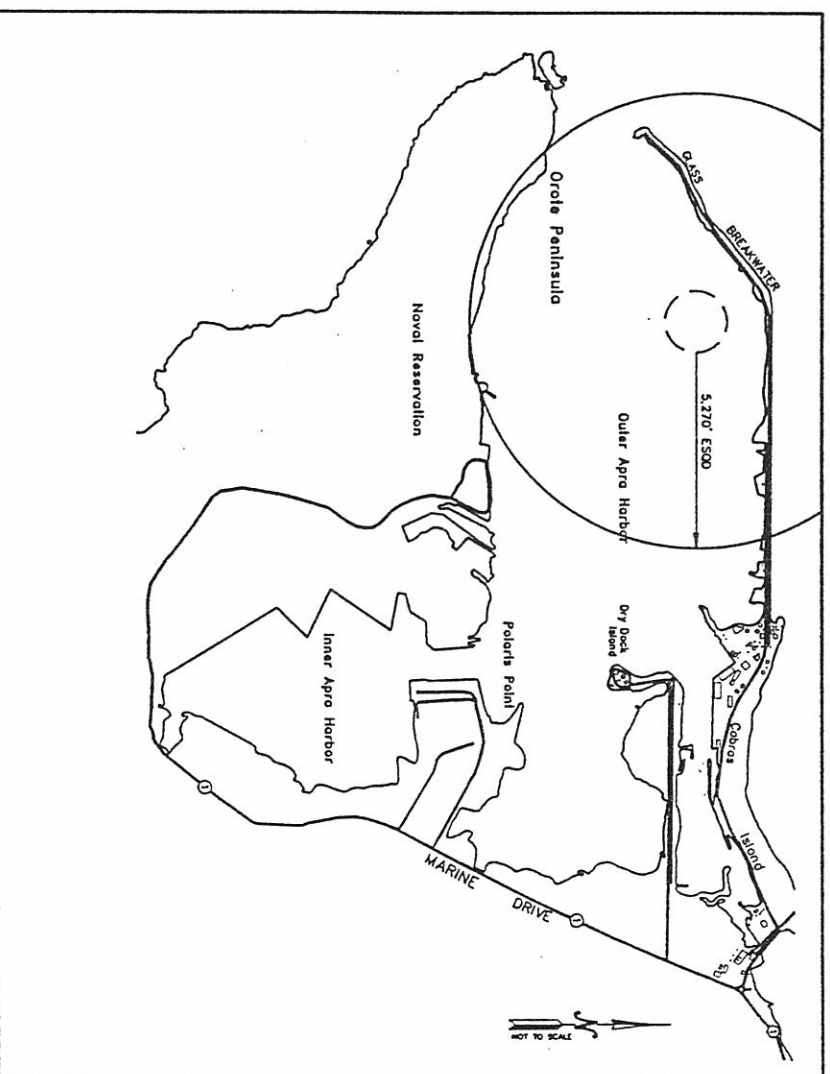 GLASS
BREAKWATER
Orote Peninsula
5,270' ESQD
Outer Apra Harbor
Naval Reservation
Dry Dock
Island
Polaris Point
Cabras
Island
Inner Apra Harbor
1
MARINE
DRIVE
1
1
N
NOT TO SCALE